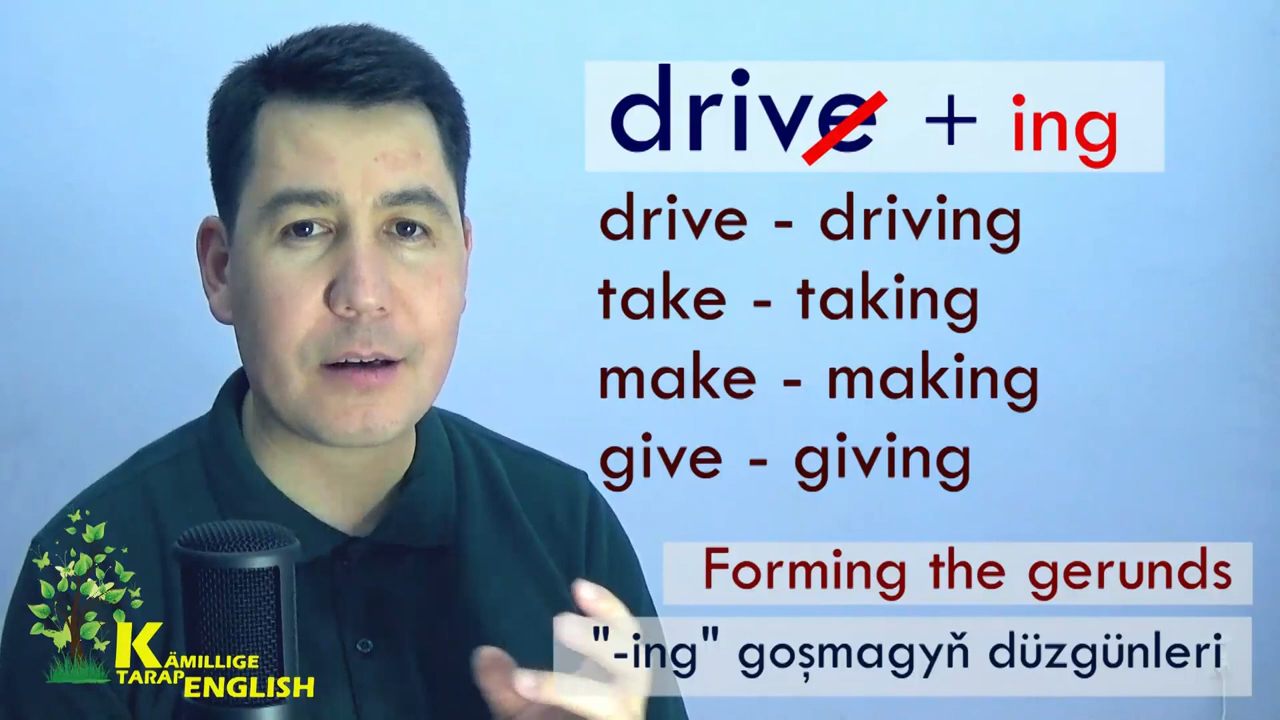 drive + ing
drive - driving
take - taking
make - making
give - giving
Forming the gerunds
"-ing" goşmagyň düzgünleri
KÄMILLIGE
TARAP ENGLISH